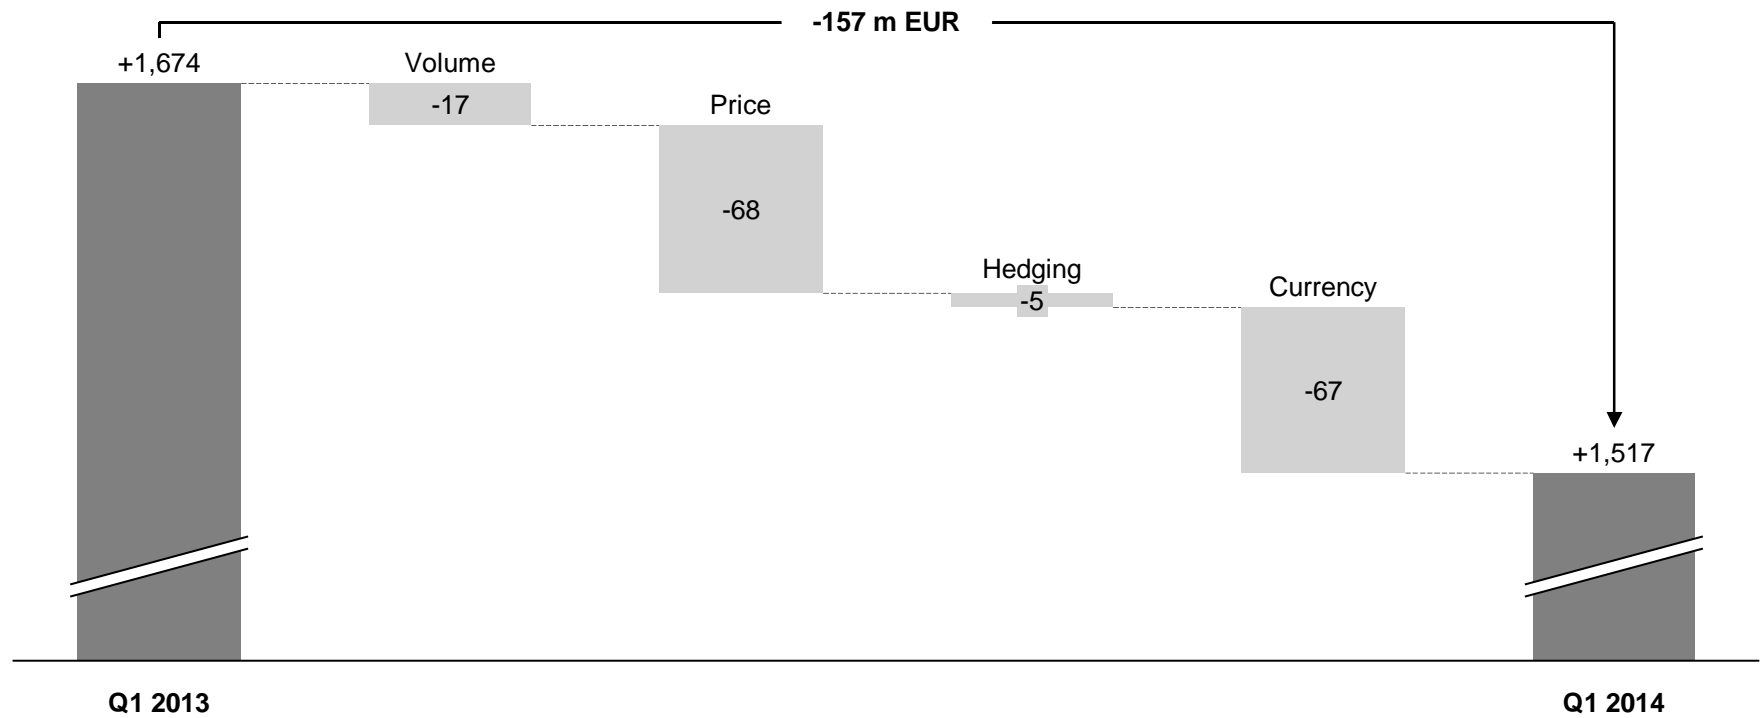 -157 m EUR
+1,674
Volume
-17
Price
-68
Hedging
-5
Currency
-67
+1,517
Q1 2013
Q1 2014